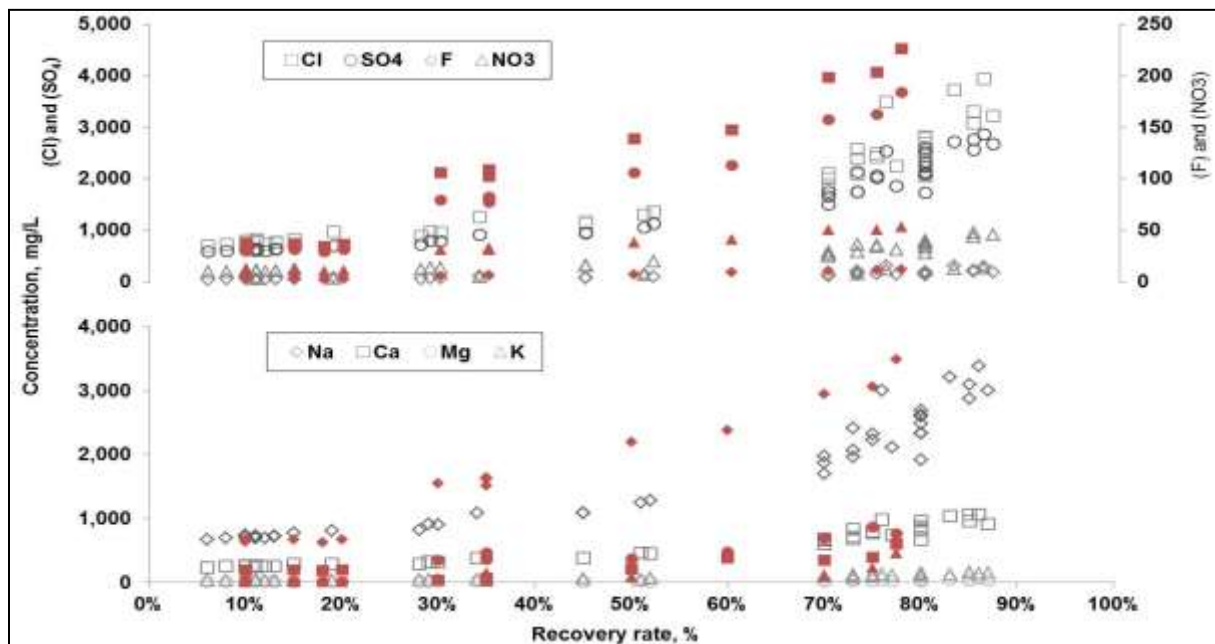 5,000
4,000
3,000
2,000
1,000
0
250
200
150
100
50
0
Cl SO4 F NO3
(Cl) and (SO₄)
(F) and (NO3)
Concentration, mg/L
4,000
3,000
2,000
1,000
0
Na Ca Mg K
0% 10% 20% 30% 40% 50% 60% 70% 80% 90% 100%
Recovery rate, %